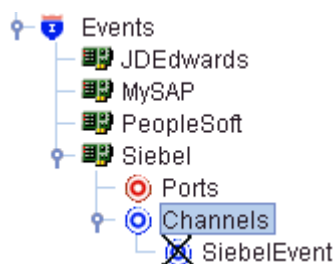 Events
JDEdwards
MySAP
PeopleSoft
Siebel
Ports
Channels
SiebelEvent